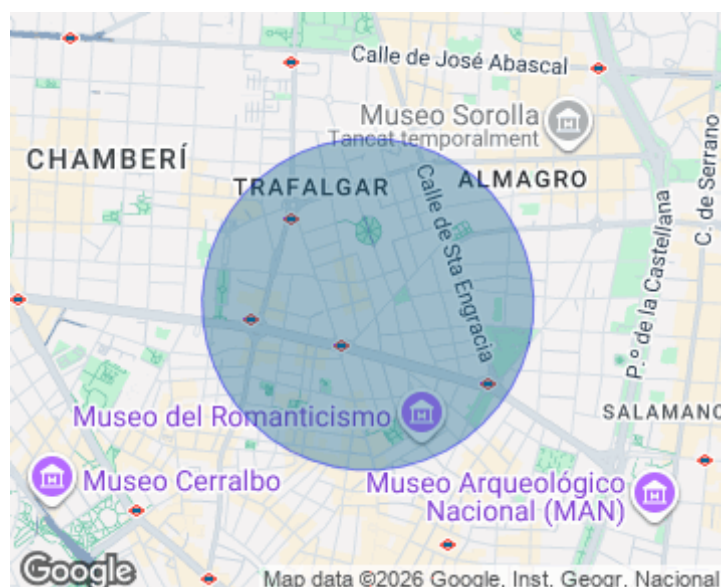 Calle de José Abascal
Museo Sorolla
Tancat temporalment
CHAMBERÍ
TRAFALGAR
ALMAGRO
Calle de Sta Engracia
P.º de la Castellana
C. de Serrano
Museo del Romanticismo
SALAMANC
Museo Cerralbo
Museo Arqueológico
Nacional (MAN)
Google
Map data ©2026 Google, Inst. Geogr. Nacional